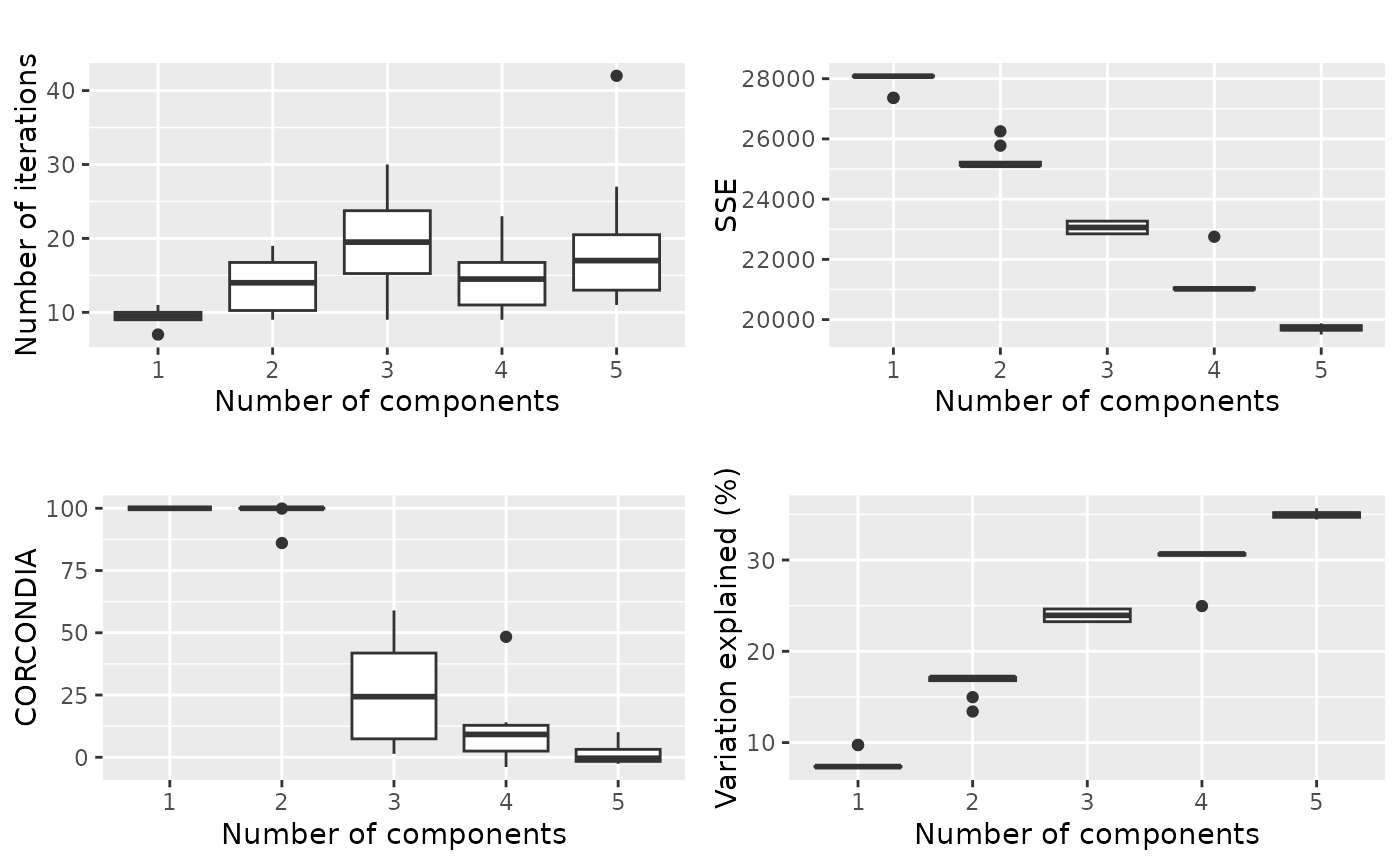 Number of iterations
40
30
20
10
1 2 3 4 5
Number of components
SSE
28000
26000
24000
22000
20000
1 2 3 4 5
Number of components
CORCONDIA
100
75
50
25
0
1 2 3 4 5
Number of components
Variation explained (%)
30
20
10
1 2 3 4 5
Number of components